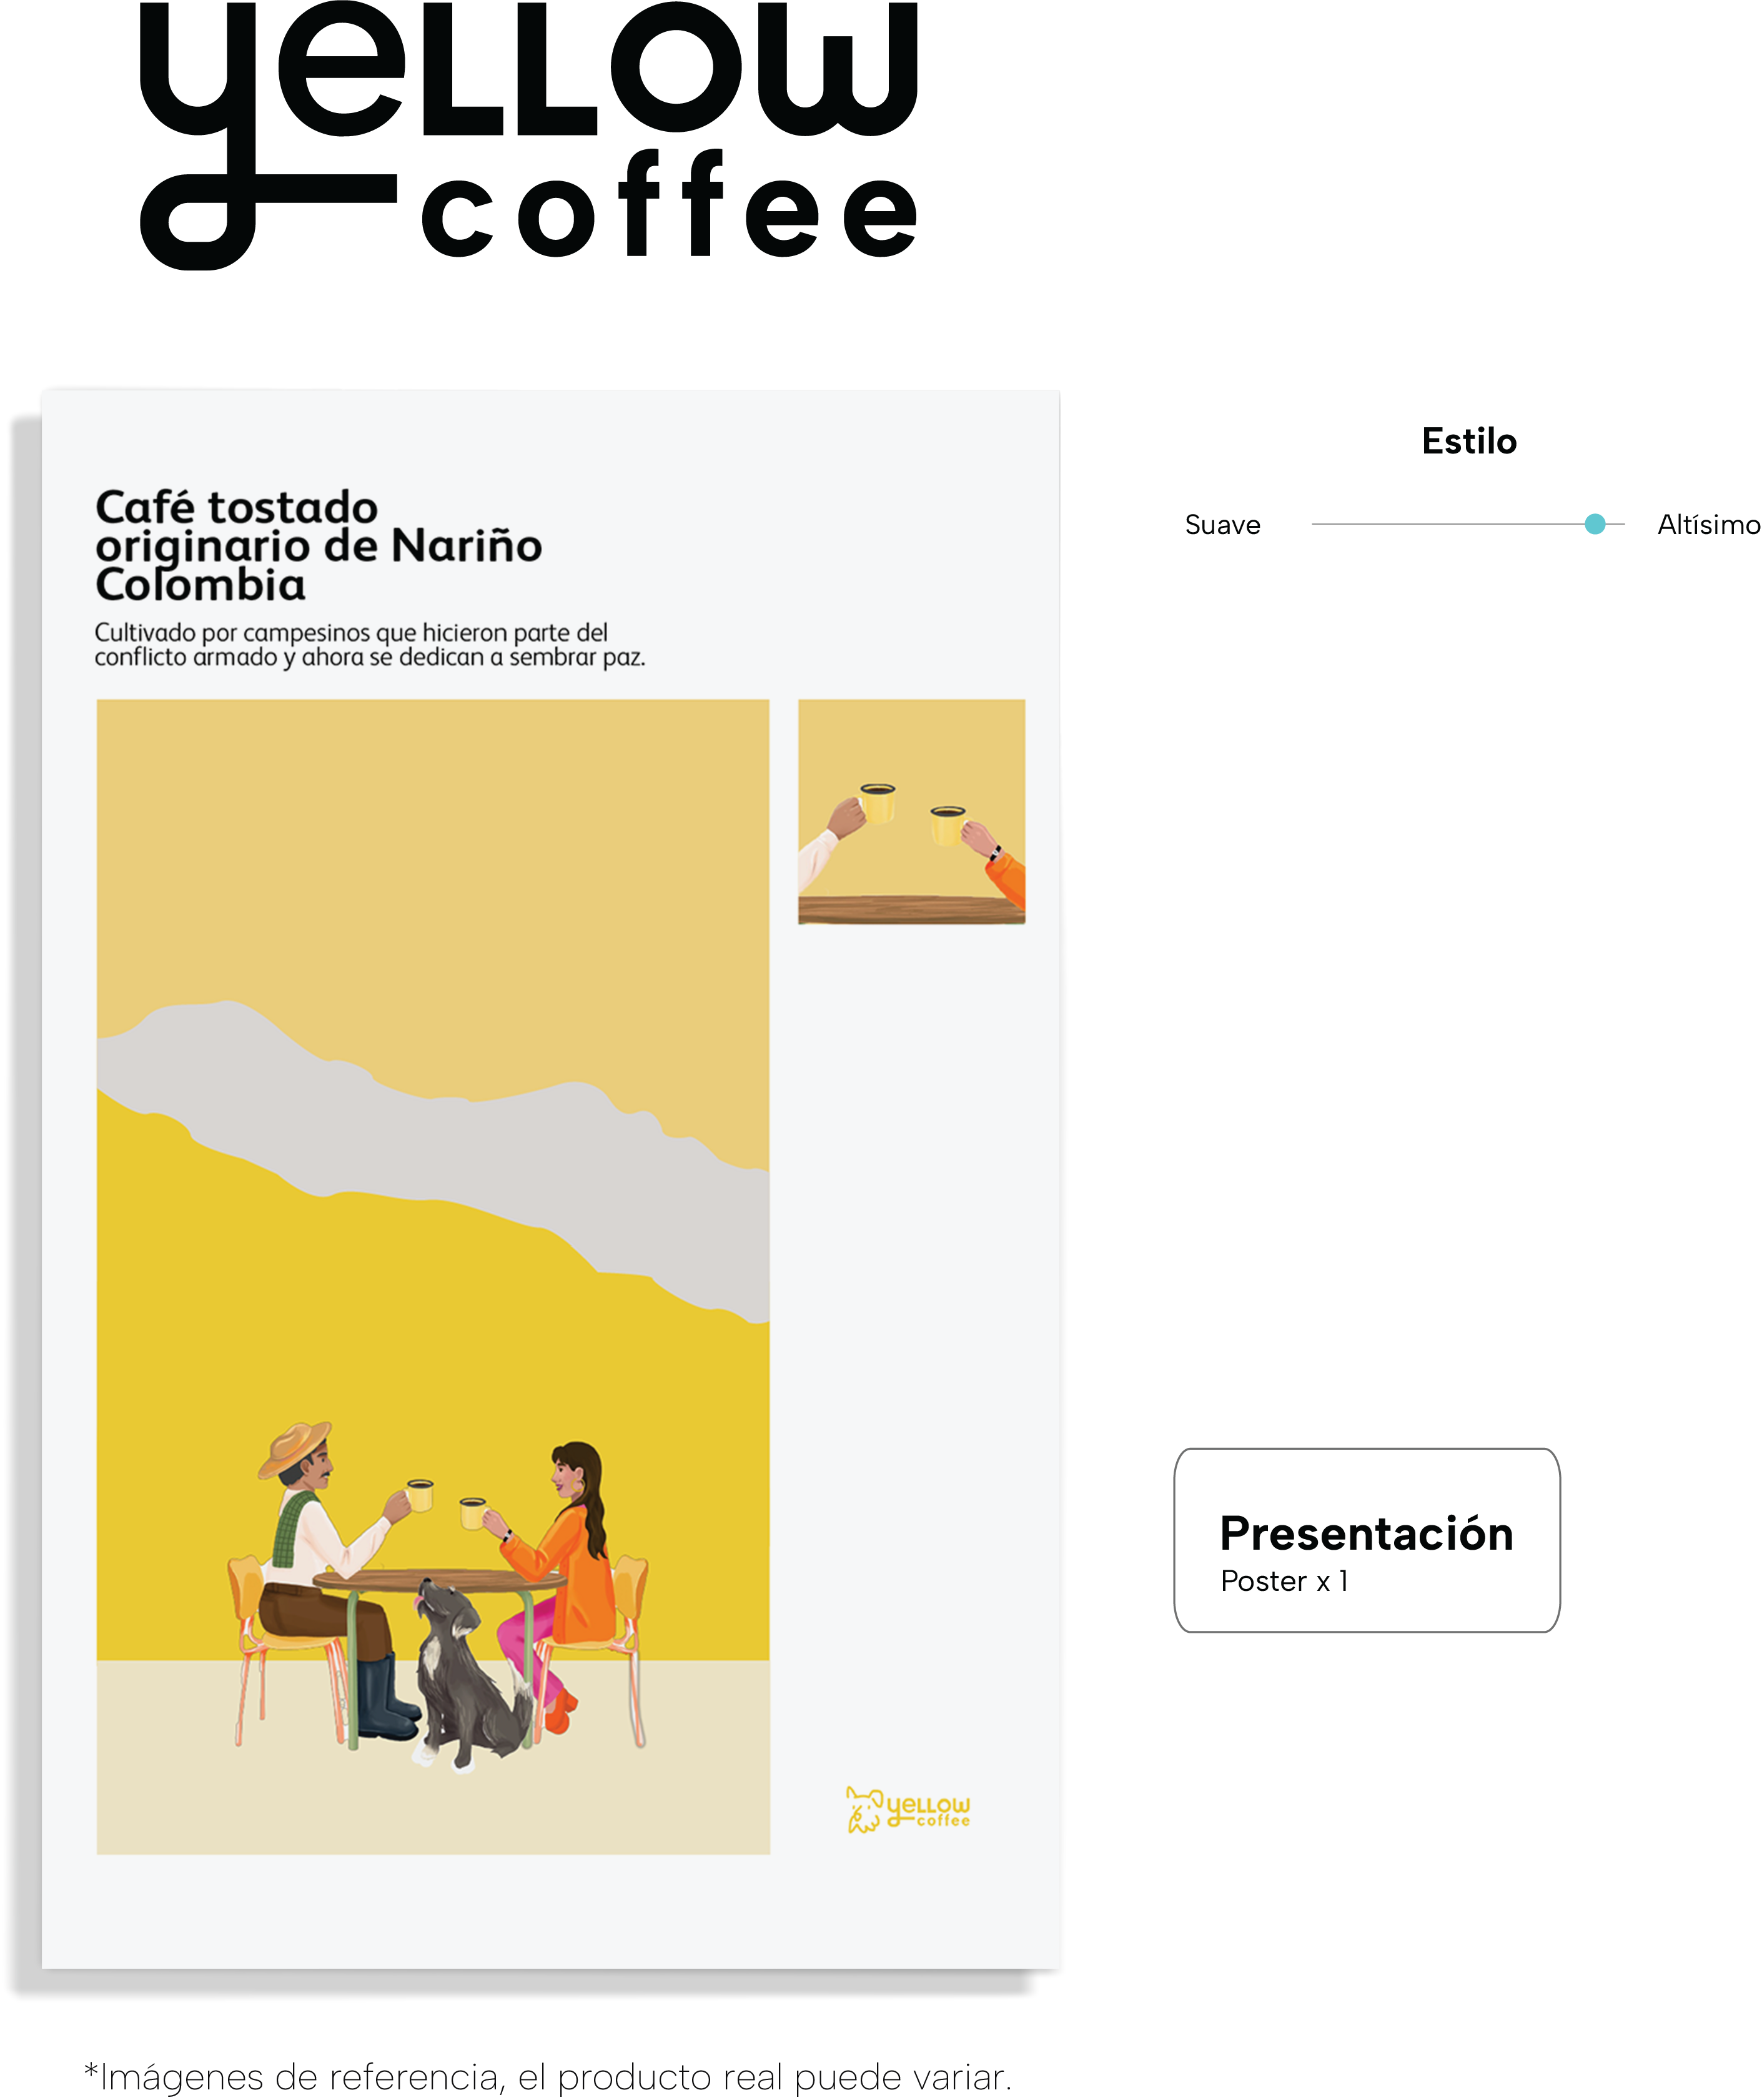 yeLLOW
coffee
Estilo
Suave
Altísimo
Café tostado
originario de Nariño
Colombia
Cultivado por campesinos que hicieron parte del
conflicto armado y ahora se dedican a sembrar paz.
Presentación
Poster x 1
yeLLOW
coffee
*Imágenes de referencia, el producto real puede variar.